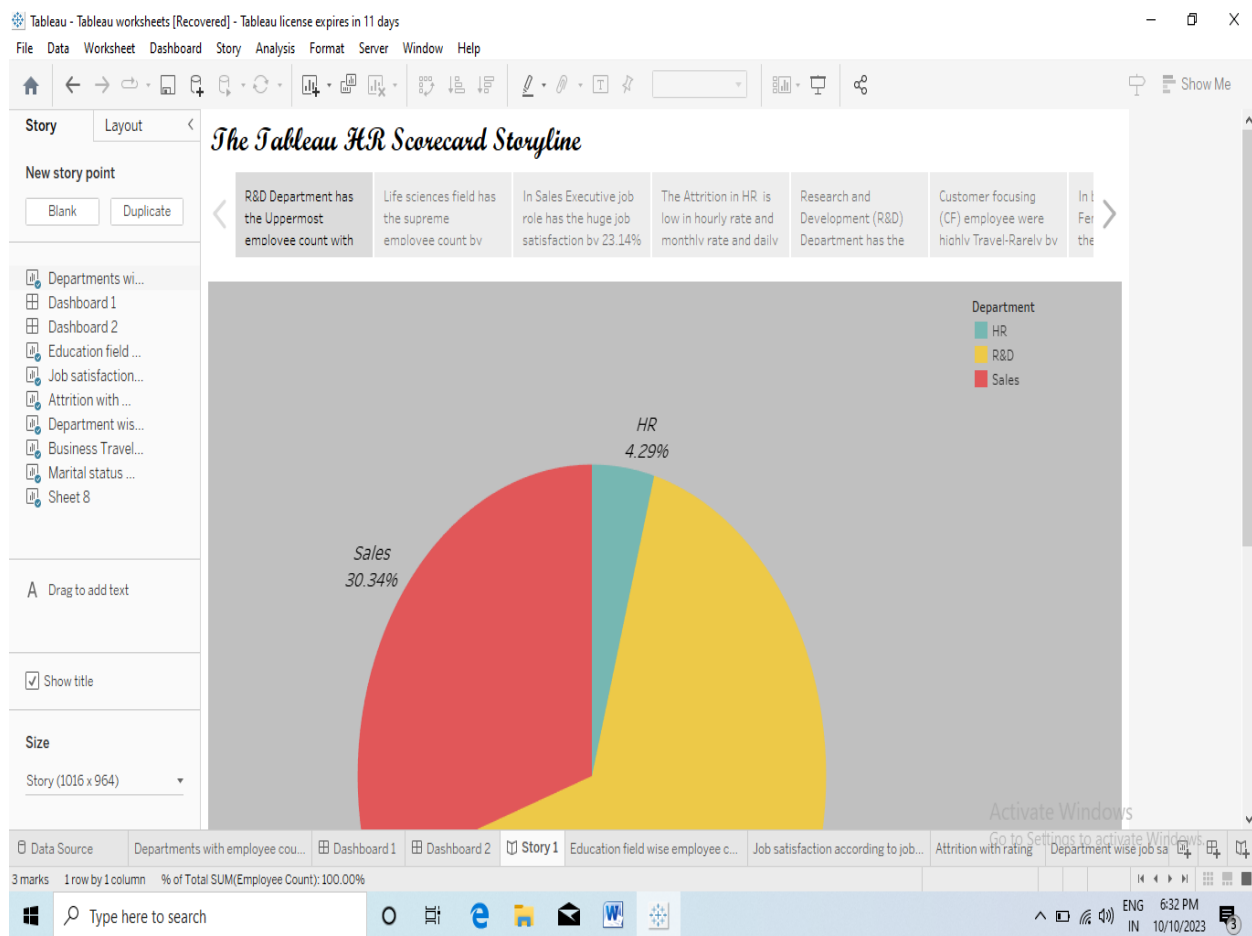 Tableau - Tableau worksheets [Recovered] - Tableau license expires in 11 days
File Data Worksheet Dashboard Story Analysis Format Server Window Help
Show Me
Story Layout
New story point
Blank Duplicate
Departments wi...
Dashboard 1
Dashboard 2
Education field ...
Job satisfaction...
Attrition with ...
Department wis...
Business Travel...
Marital status ...
Sheet 8
A Drag to add text
Show title
Size
Story (1016 x 964)
The Tableau HR Scorecard Storyline
R&D Department has
the Uppermost
employee count with
Life sciences field has
the supreme
employee count by
In Sales Executive job
role has the huge job
satisfaction by 23.14%
The Attrition in HR is
low in hourly rate and
monthly rate and daily
Research and
Development (R&D)
Department has the
Customer focusing
(CF) employee were
highly Travel-Rarely by
In
Fe
the
Department
HR
R&D
Sales
HR
4.29%
Sales
30.34%
Activate Windows
Go to Settings to activate Windows.
Data Source Departments with employee cou... Dashboard 1 Dashboard 2 Story 1 Education field wise employee c... Job satisfaction according to job... Attrition with rating Department wise job sa
3 marks 1 row by 1 column % of Total SUM(Employee Count): 100.00%
Type here to search
ENG 6:32 PM
IN 10/10/2023
3